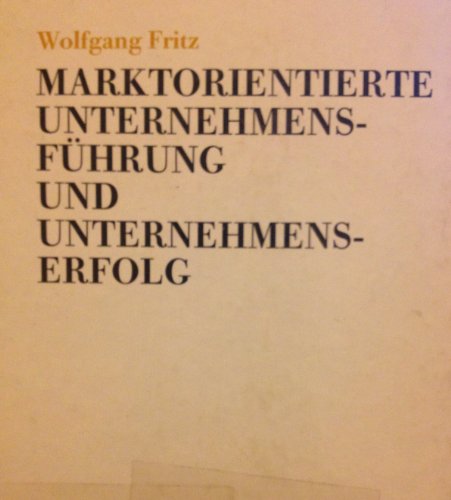 Wolfgang Fritz
MARKTORIENTIERTE
UNTERNEHMENS-
FÜHRUNG
UND
UNTERNEHMENS-
ERFOLG